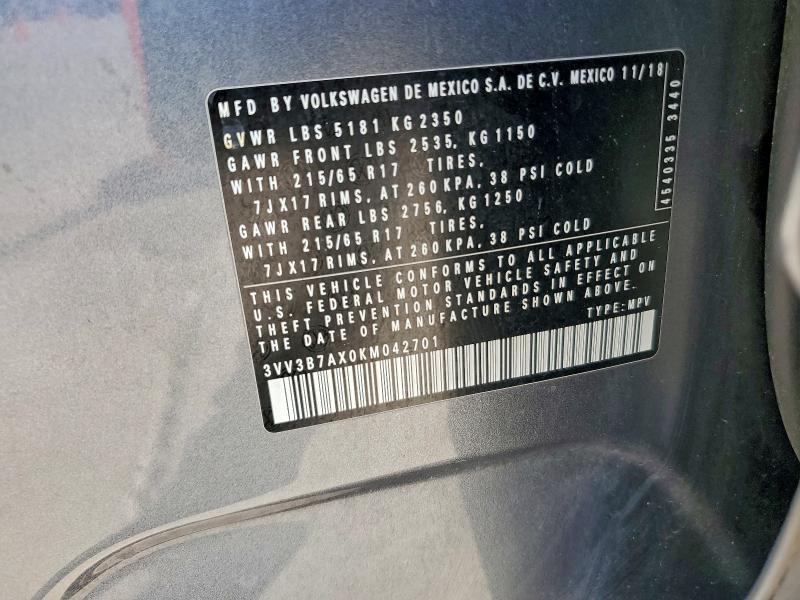 MFD BY VOLKSWAGEN DE MEXICO S.A. DE C.V. MEXICO 11/18
GVWR LBS 5181 KG 2350
GAWR FRONT LBS 2535, KG 1150
WITH 215/65 R17 TIRES,
7JX17 RIMS, AT 260 KPA, 38 PSI COLD
GAWR REAR LBS 2756, KG 1250
WITH 215/65 R17 TIRES,
7JX17 RIMS, AT 260 KPA, 38 PSI COLD
4540335 3440
THIS VEHICLE CONFORMS TO ALL APPLICABLE
U.S. FEDERAL MOTOR VEHICLE SAFETY AND
THEFT PREVENTION STANDARDS IN EFFECT ON
THE DATE OF MANUFACTURE SHOWN ABOVE.
3VV3B7AX0KM042701 TYPE: MPV